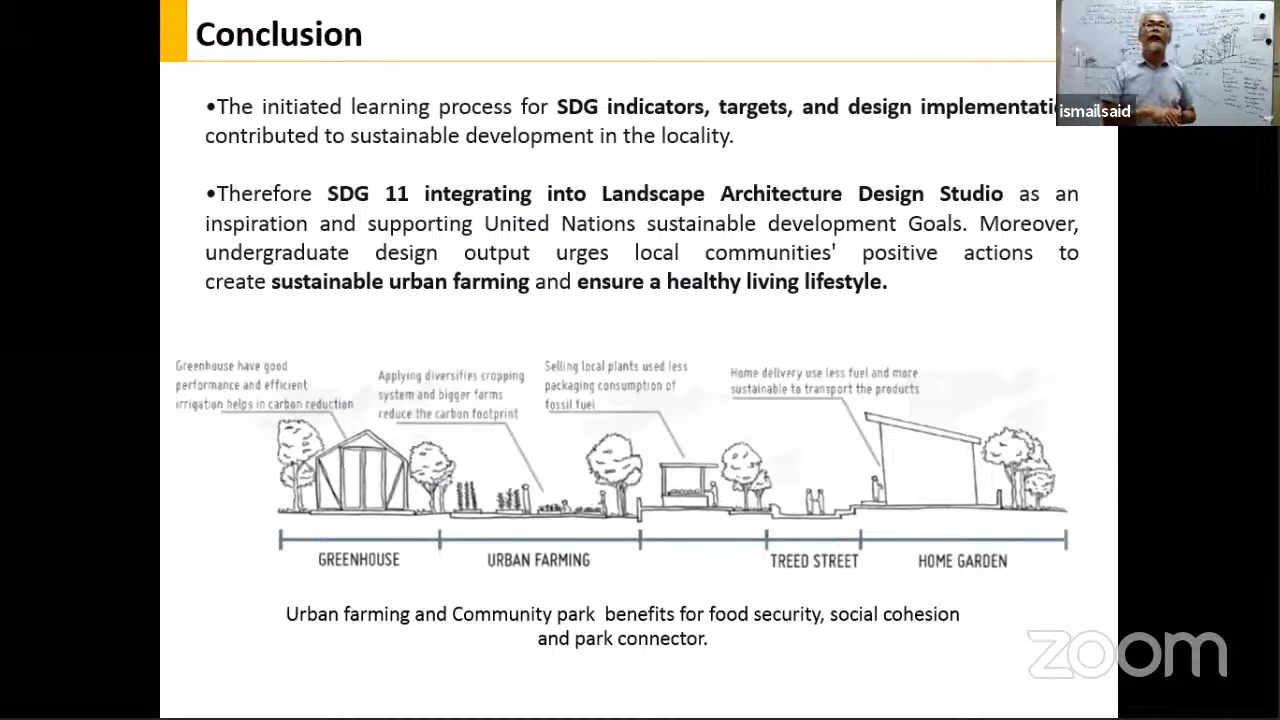 Conclusion
ismailsaid
•The initiated learning process for SDG indicators, targets, and design implementati
contributed to sustainable development in the locality.
•Therefore SDG 11 integrating into Landscape Architecture Design Studio as an
inspiration and supporting United Nations sustainable development Goals. Moreover,
undergraduate design output urges local communities' positive actions to
create sustainable urban farming and ensure a healthy living lifestyle.
Greenhouse have good
performance and efficient
irrigation helps in carbon reduction
Applying diversifies cropping
system and bigger farms
reduce the carbon footprint
Selling local plants used less
packaging consumption of
fossil fuel
Home delivery use less fuel and more
sustainable to transport the products
GREENHOUSE
URBAN FARMING
TREED STREET
HOME GARDEN
Urban farming and Community park benefits for food security, social cohesion
and park connector.
zoom